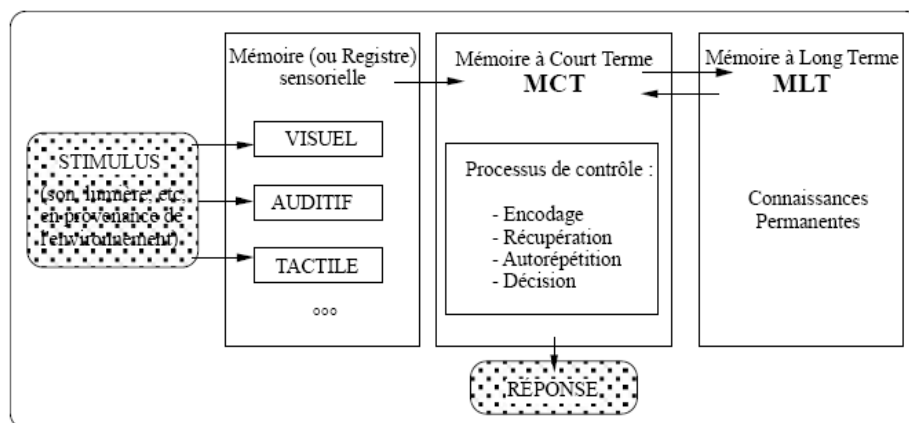 STIMULUS
(son, lumière, etc,
en provenance de
l'environnement)
Mémoire (ou Registre)
sensorielle
VISUEL
AUDITIF
TACTILE
°°°
Mémoire à Court Terme
MCT
Processus de contrôle :
- Encodage
- Récupération
- Autorépétition
- Décision
RÉPONSE
Mémoire à Long Terme
MLT
Connaissances
Permanentes